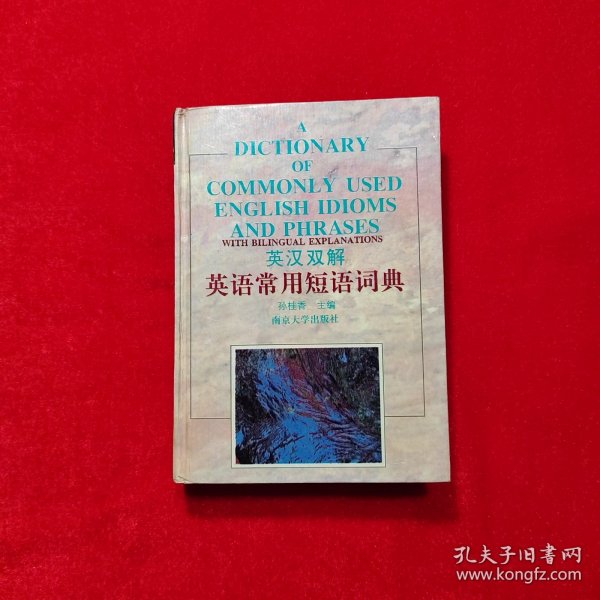 A
DICTIONARY
OF
COMMONLY USED
ENGLISH IDIOMS
AND PHRASES
WITH BILINGUAL EXPLANATIONS
英汉双解
英语常用短语词典
孙桂香 主编
南京大学出版社
孔夫子旧书网
www.kongfz.com